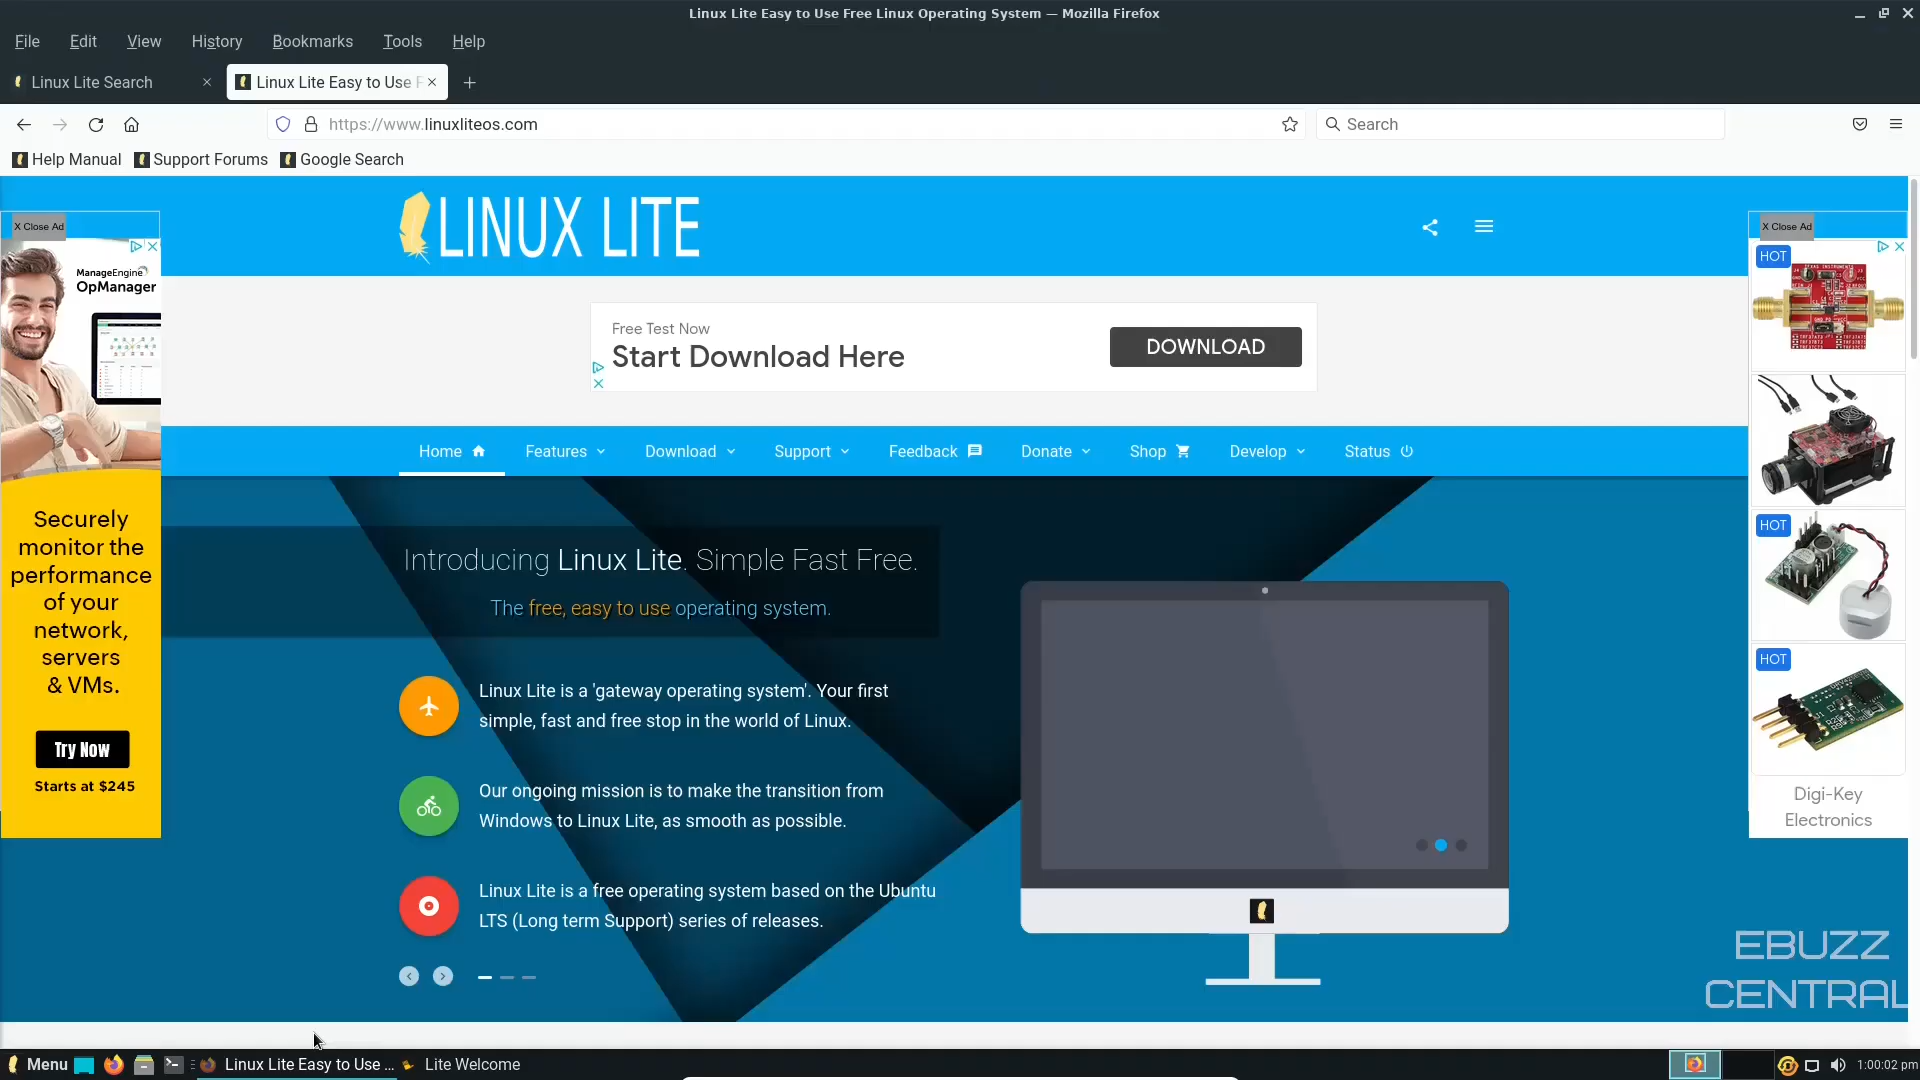 Linux Lite Easy to Use Free Linux Operating System — Mozilla Firefox
File Edit View History Bookmarks Tools Help
Linux Lite Search
Linux Lite Easy to Use F
https://www.linuxliteos.com
Search
Help Manual Support Forums Google Search
LINUX LITE
X Close Ad
ManageEngine
OpManager
Securely
monitor the
performance
of your
network,
servers
& VMs.
Try Now
Starts at $245
Free Test Now
Start Download Here
DOWNLOAD
Home Features Download Support Feedback Donate Shop Develop Status
Introducing Linux Lite. Simple Fast Free.
The free, easy to use operating system.
Linux Lite is a 'gateway operating system'. Your first
simple, fast and free stop in the world of Linux.
Our ongoing mission is to make the transition from
Windows to Linux Lite, as smooth as possible.
Linux Lite is a free operating system based on the Ubuntu
LTS (Long term Support) series of releases.
X Close Ad
HOT
HOT
HOT
Digi-Key
Electronics
EBUZZ
CENTRAL
Menu
Linux Lite Easy to Use ...
Lite Welcome
1:00:02 pm